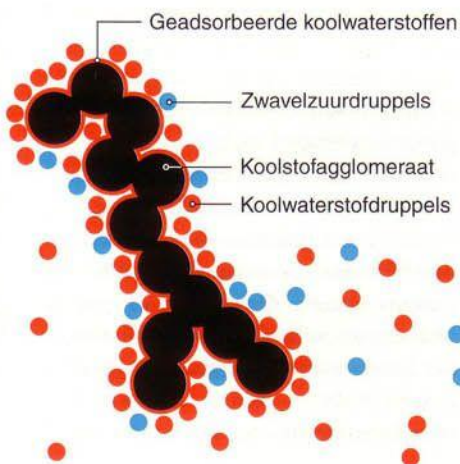 Geadsorbeerde koolwaterstoffen
Zwavelzuurdruppels
Koolstofagglomeraat
Koolwaterstofdruppels